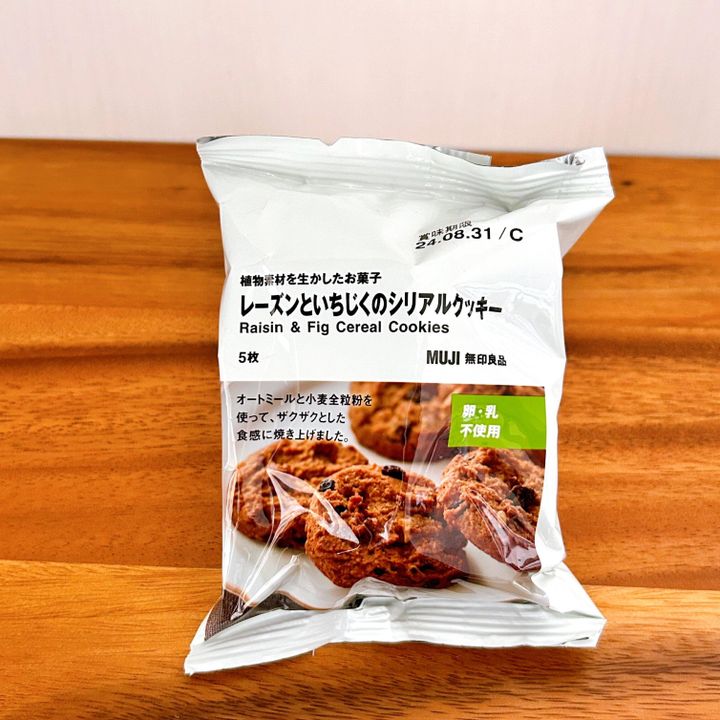 賞味期限
24.08.31/C
植物素材を生かしたお菓子
レーズンといちじくのシリアルクッキー
Raisin & Fig Cereal Cookies
5枚
MUJI 無印良品
オートミールと小麦全粒粉を
使って、ザクザクとした
食感に焼き上げました。
卵・乳
不使用